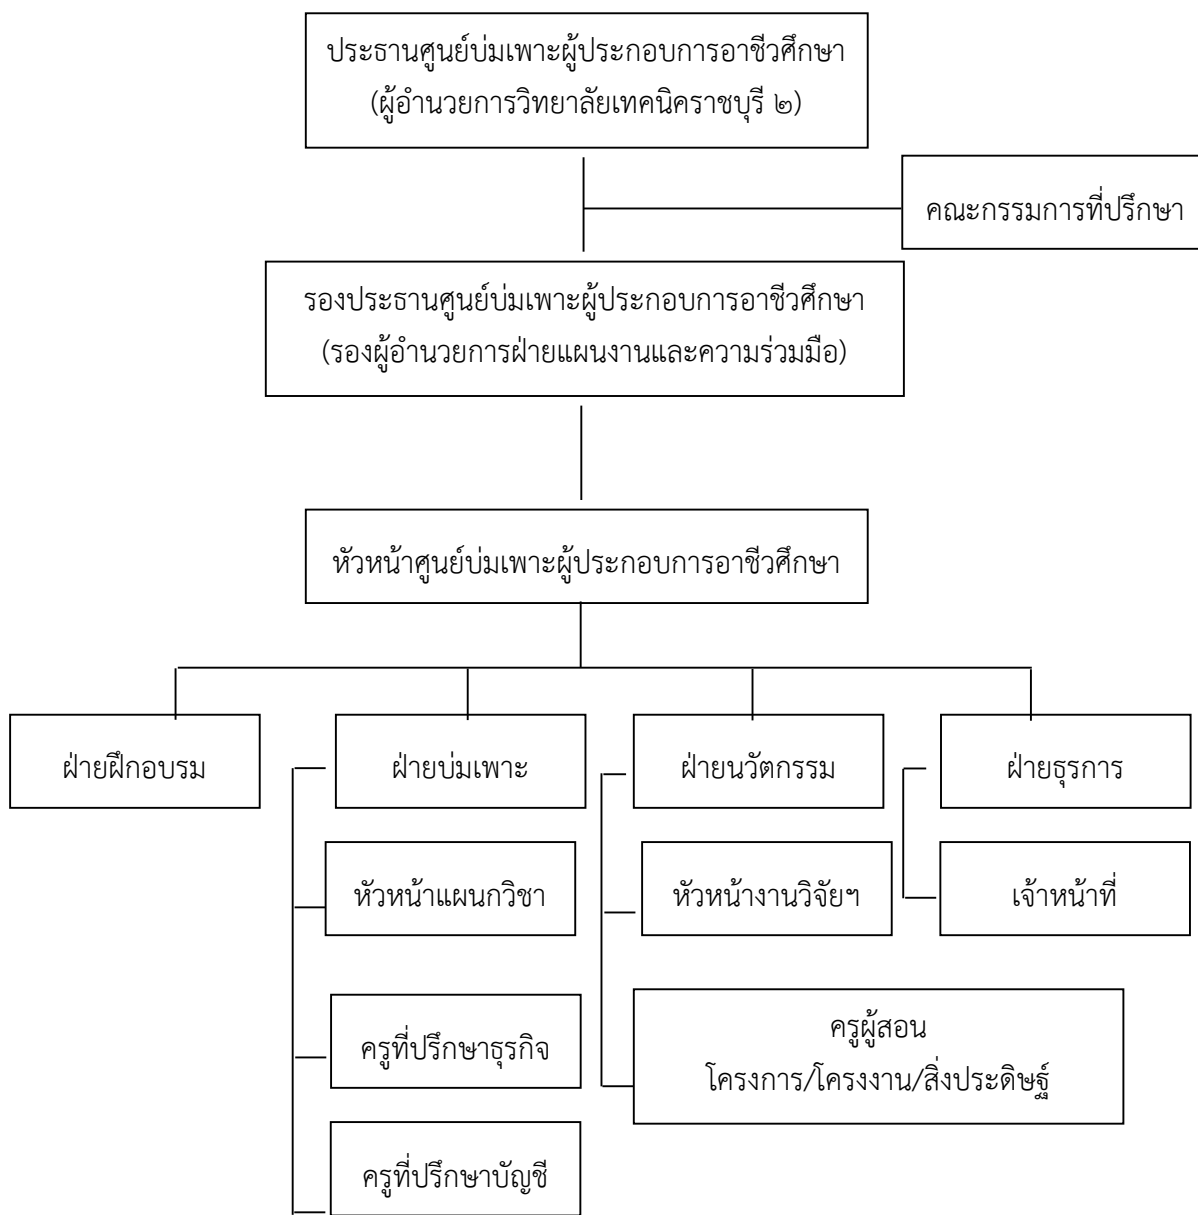 ประธานศูนย์บ่มเพาะผู้ประกอบการอาชีวศึกษา
(ผู้อำนวยการวิทยาลัยเทคนิคราชบุรี ๒)
คณะกรรมการที่ปรึกษา
รองประธานศูนย์บ่มเพาะผู้ประกอบการอาชีวศึกษา
(รองผู้อำนวยการฝ่ายแผนงานและความร่วมมือ)
หัวหน้าศูนย์บ่มเพาะผู้ประกอบการอาชีวศึกษา
ฝ่ายฝึกอบรม
ฝ่ายบ่มเพาะ
ฝ่ายนวัตกรรม
ฝ่ายธุรการ
หัวหน้าแผนกวิชา
หัวหน้างานวิจัยฯ
เจ้าหน้าที่
ครูที่ปรึกษาธุรกิจ
ครูผู้สอน
โครงการ/โครงงาน/สิ่งประดิษฐ์
ครูที่ปรึกษาบัญชี